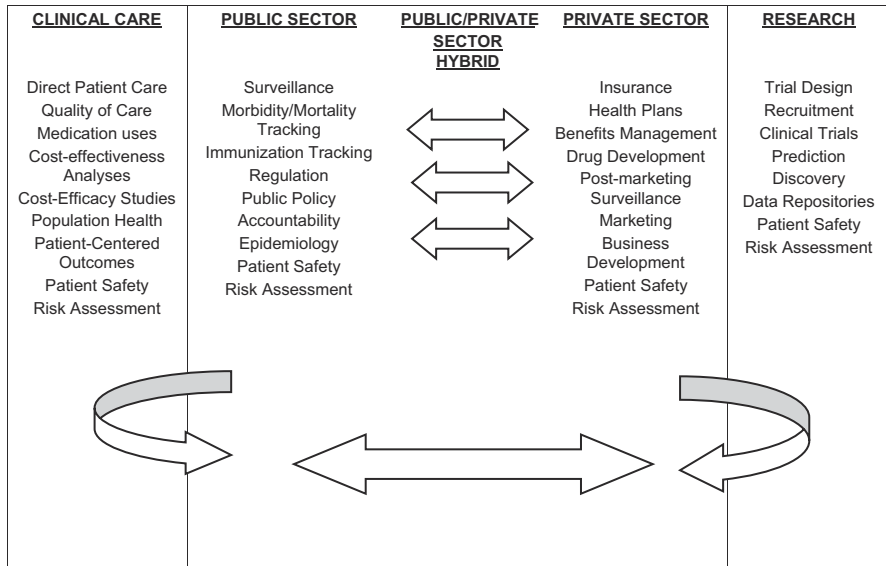 CLINICAL CARE
Direct Patient Care
Quality of Care
Medication uses
Cost-effectiveness
Analyses
Cost-Efficacy Studies
Population Health
Patient-Centered
Outcomes
Patient Safety
Risk Assessment
PUBLIC SECTOR
Surveillance
Morbidity/Mortality
Tracking
Immunization Tracking
Regulation
Public Policy
Accountability
Epidemiology
Patient Safety
Risk Assessment
PUBLIC/PRIVATE
SECTOR
HYBRID
PRIVATE SECTOR
Insurance
Health Plans
Benefits Management
Drug Development
Post-marketing
Surveillance
Marketing
Business
Development
Patient Safety
Risk Assessment
RESEARCH
Trial Design
Recruitment
Clinical Trials
Prediction
Discovery
Data Repositories
Patient Safety
Risk Assessment